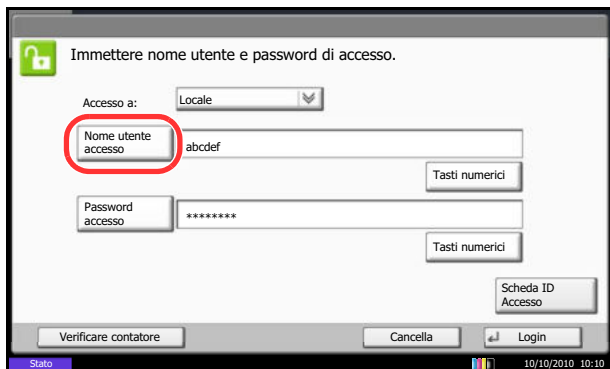 Immettere nome utente e password di accesso.
Accesso a:
Locale
Nome utente
accesso
abcdef
Tasti numerici
Password
accesso
********
Tasti numerici
Scheda ID
Accesso
Verificare contatore
Cancella
Login
Stato
10/10/2010 10:10